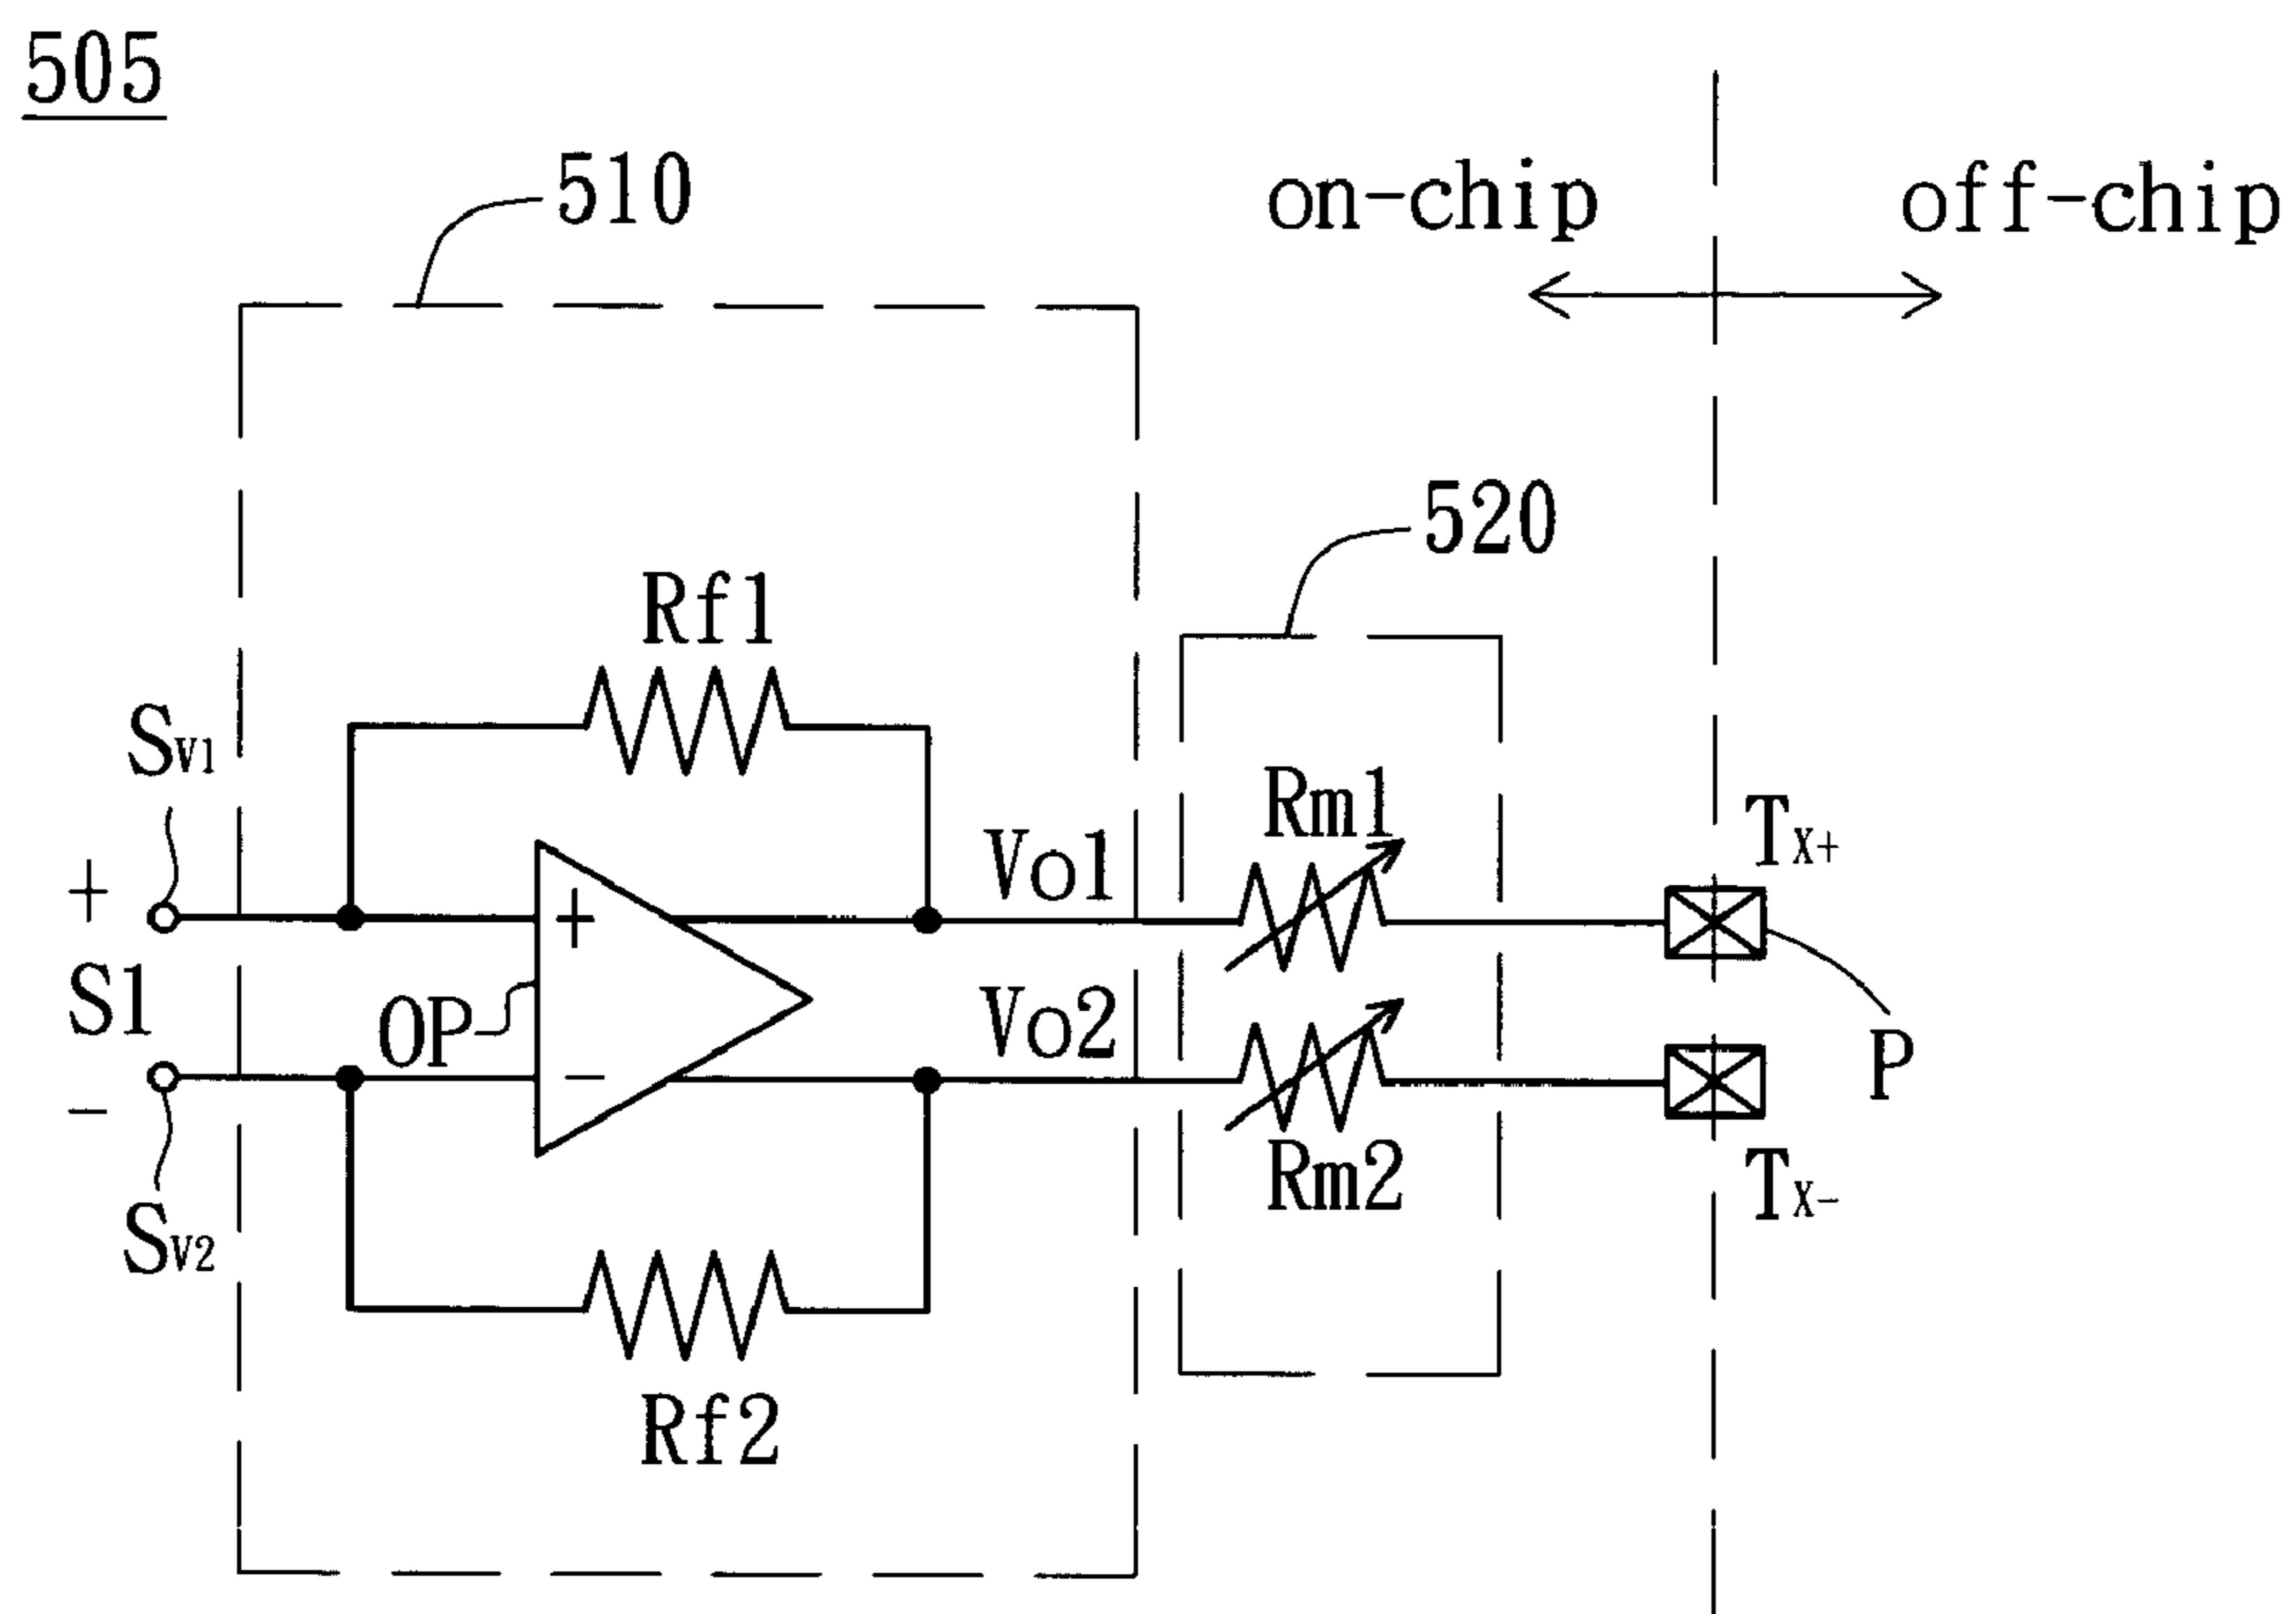 505
510
on-chip
off-chip
520
Rf1
Sv1
Rm1
Tx+
+
Vo1
+
S1
OP
Vo2
P
-
-
Rm2
Tx-
Sv2
Rf2